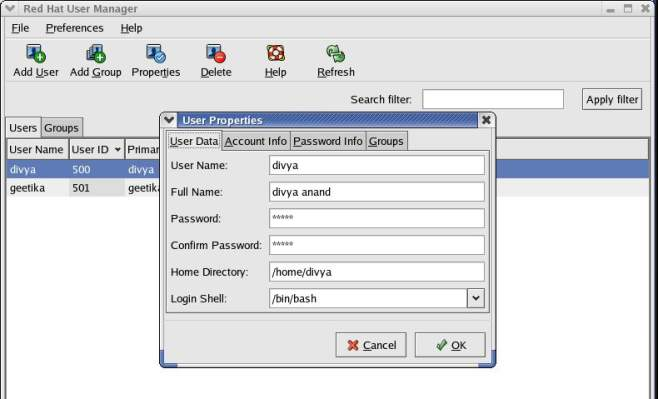 Red Hat User Manager
File Preferences Help
Add User Add Group Properties Delete Help Refresh
Search filter: Apply filter
Users Groups
User Name User ID Primar
divya 500 divya
geetika 501 geetika
User Properties
User Data Account Info Password Info Groups
User Name: divya
Full Name: divya anand
Password: *****
Confirm Password: *****
Home Directory: /home/divya
Login Shell: /bin/bash
Cancel OK